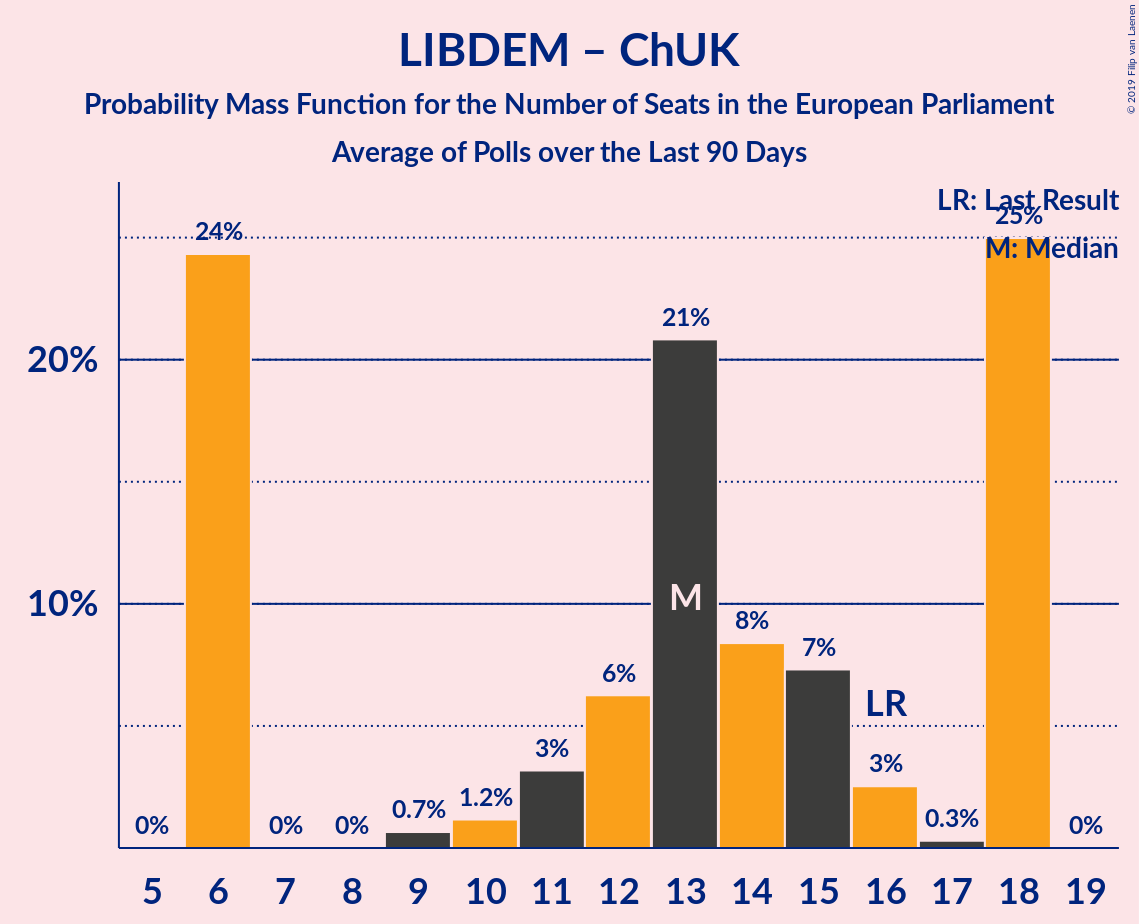 LIBDEM – ChUK
Probability Mass Function for the Number of Seats in the European Parliament
Average of Polls over the Last 90 Days
© 2019 Filip van Laenen
LR: Last Result
M: Median
20%
10%
0% 24% 0% 0% 0.7% 1.2% 3% 6% 21% 8% 7% 3% 0.3% 25% 0%
M
LR
5 6 7 8 9 10 11 12 13 14 15 16 17 18 19